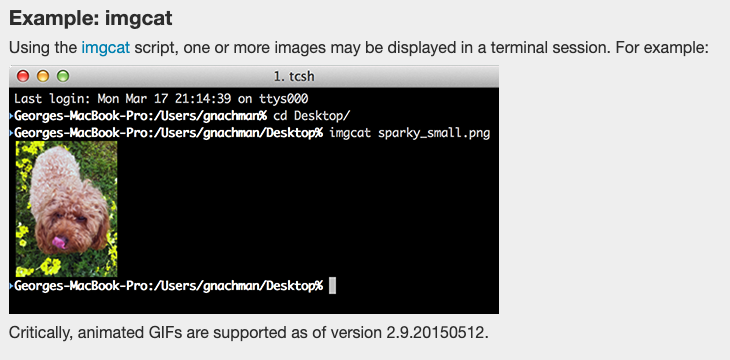 Example: imgcat
Using the imgcat script, one or more images may be displayed in a terminal session. For example:
1. tcsh
Last login: Mon Mar 17 21:14:39 on ttys000
Georges-MacBook-Pro:/Users/gnachman% cd Desktop/
Georges-MacBook-Pro:/Users/gnachman/Desktop% imgcat sparky_small.png
Georges-MacBook-Pro:/Users/gnachman/Desktop%
Critically, animated GIFs are supported as of version 2.9.20150512.